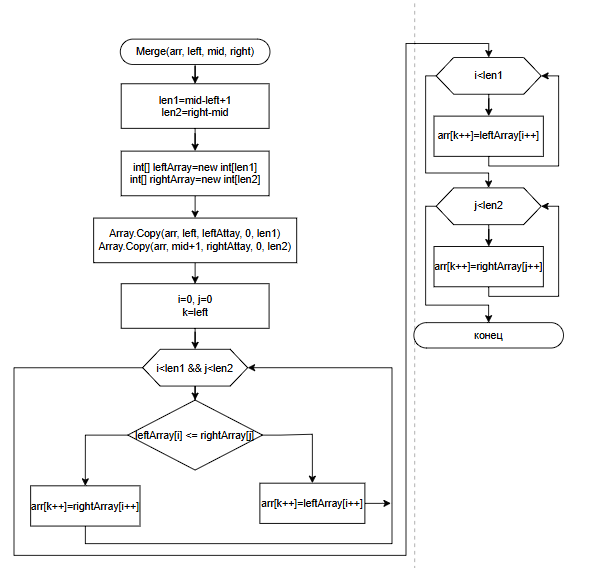 Merge(arr, left, mid, right)
len1=mid-left+1
len2=right-mid
int[] leftArray=new int[len1]
int[] rightArray=new int[len2]
Array.Copy(arr, left, leftAttay, 0, len1)
Array.Copy(arr, mid+1, rightAttay, 0, len2)
i=0, j=0
k=left
i<len1 && j<len2
leftArray[i] <= rightArray[j]
arr[k++]=rightArray[i++]
arr[k++]=leftArray[i++]
i<len1
arr[k++]=leftArray[i++]
j<len2
arr[k++]=rightArray[j++]
конец